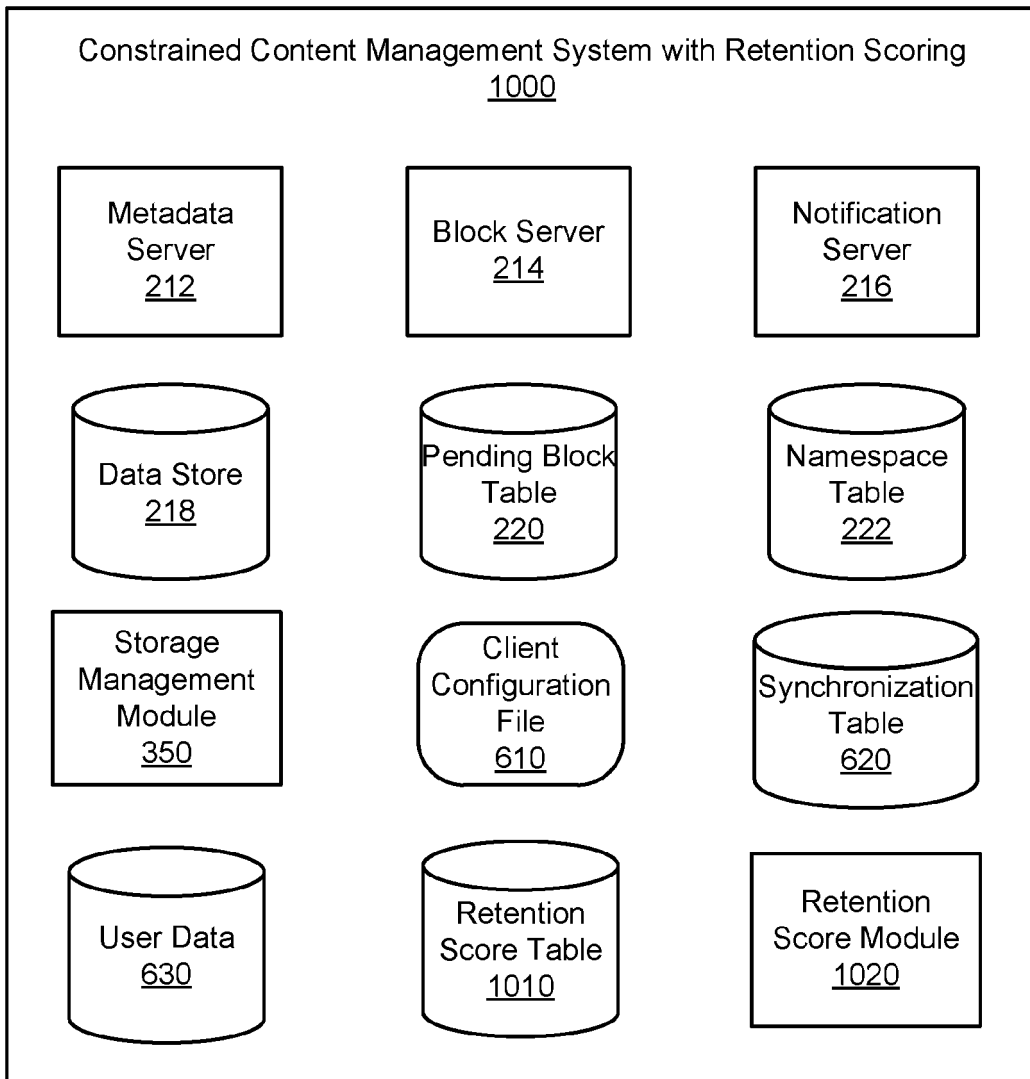 Constrained Content Management System with Retention Scoring
1000
Metadata
Server
212
Block Server
214
Notification
Server
216
Data Store
218
Pending Block
Table
220
Namespace
Table
222
Storage
Management
Module
350
Client
Configuration
File
610
Synchronization
Table
620
User Data
630
Retention
Score Table
1010
Retention
Score Module
1020